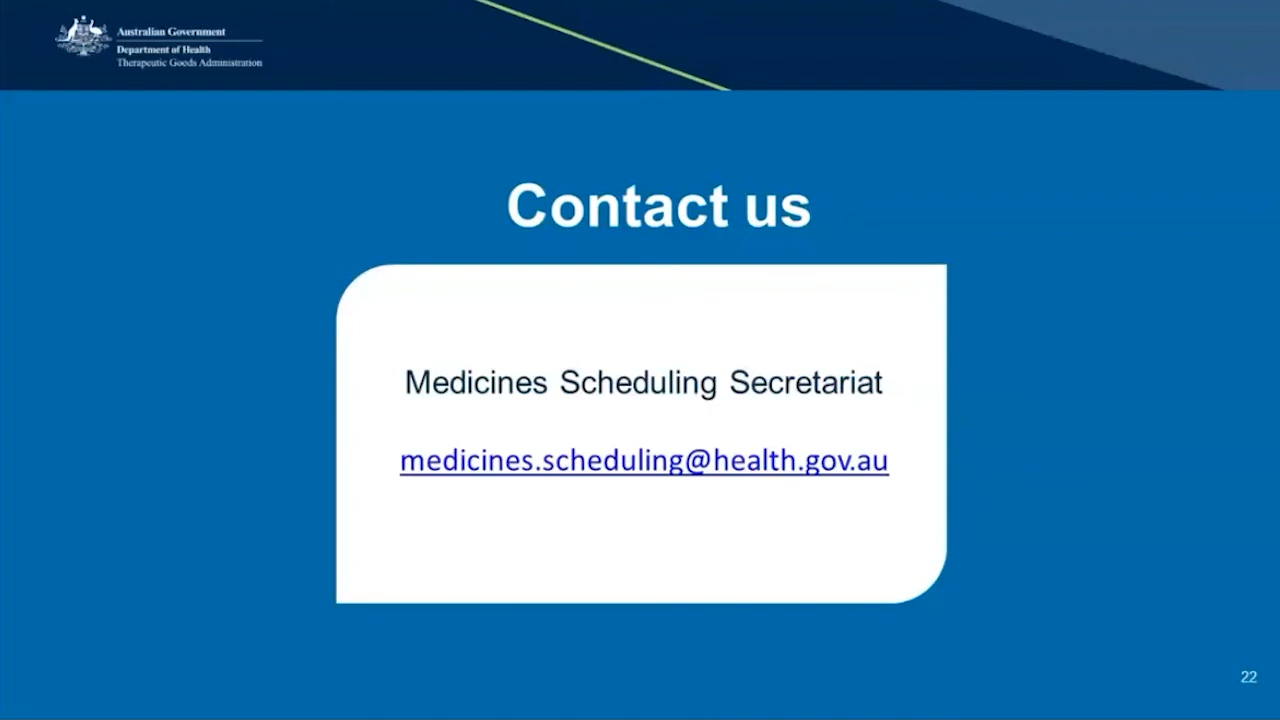 Australian Government
Department of Health
Therapeutic Goods Administration
Contact us
Medicines Scheduling Secretariat
medicines.scheduling@health.gov.au
22